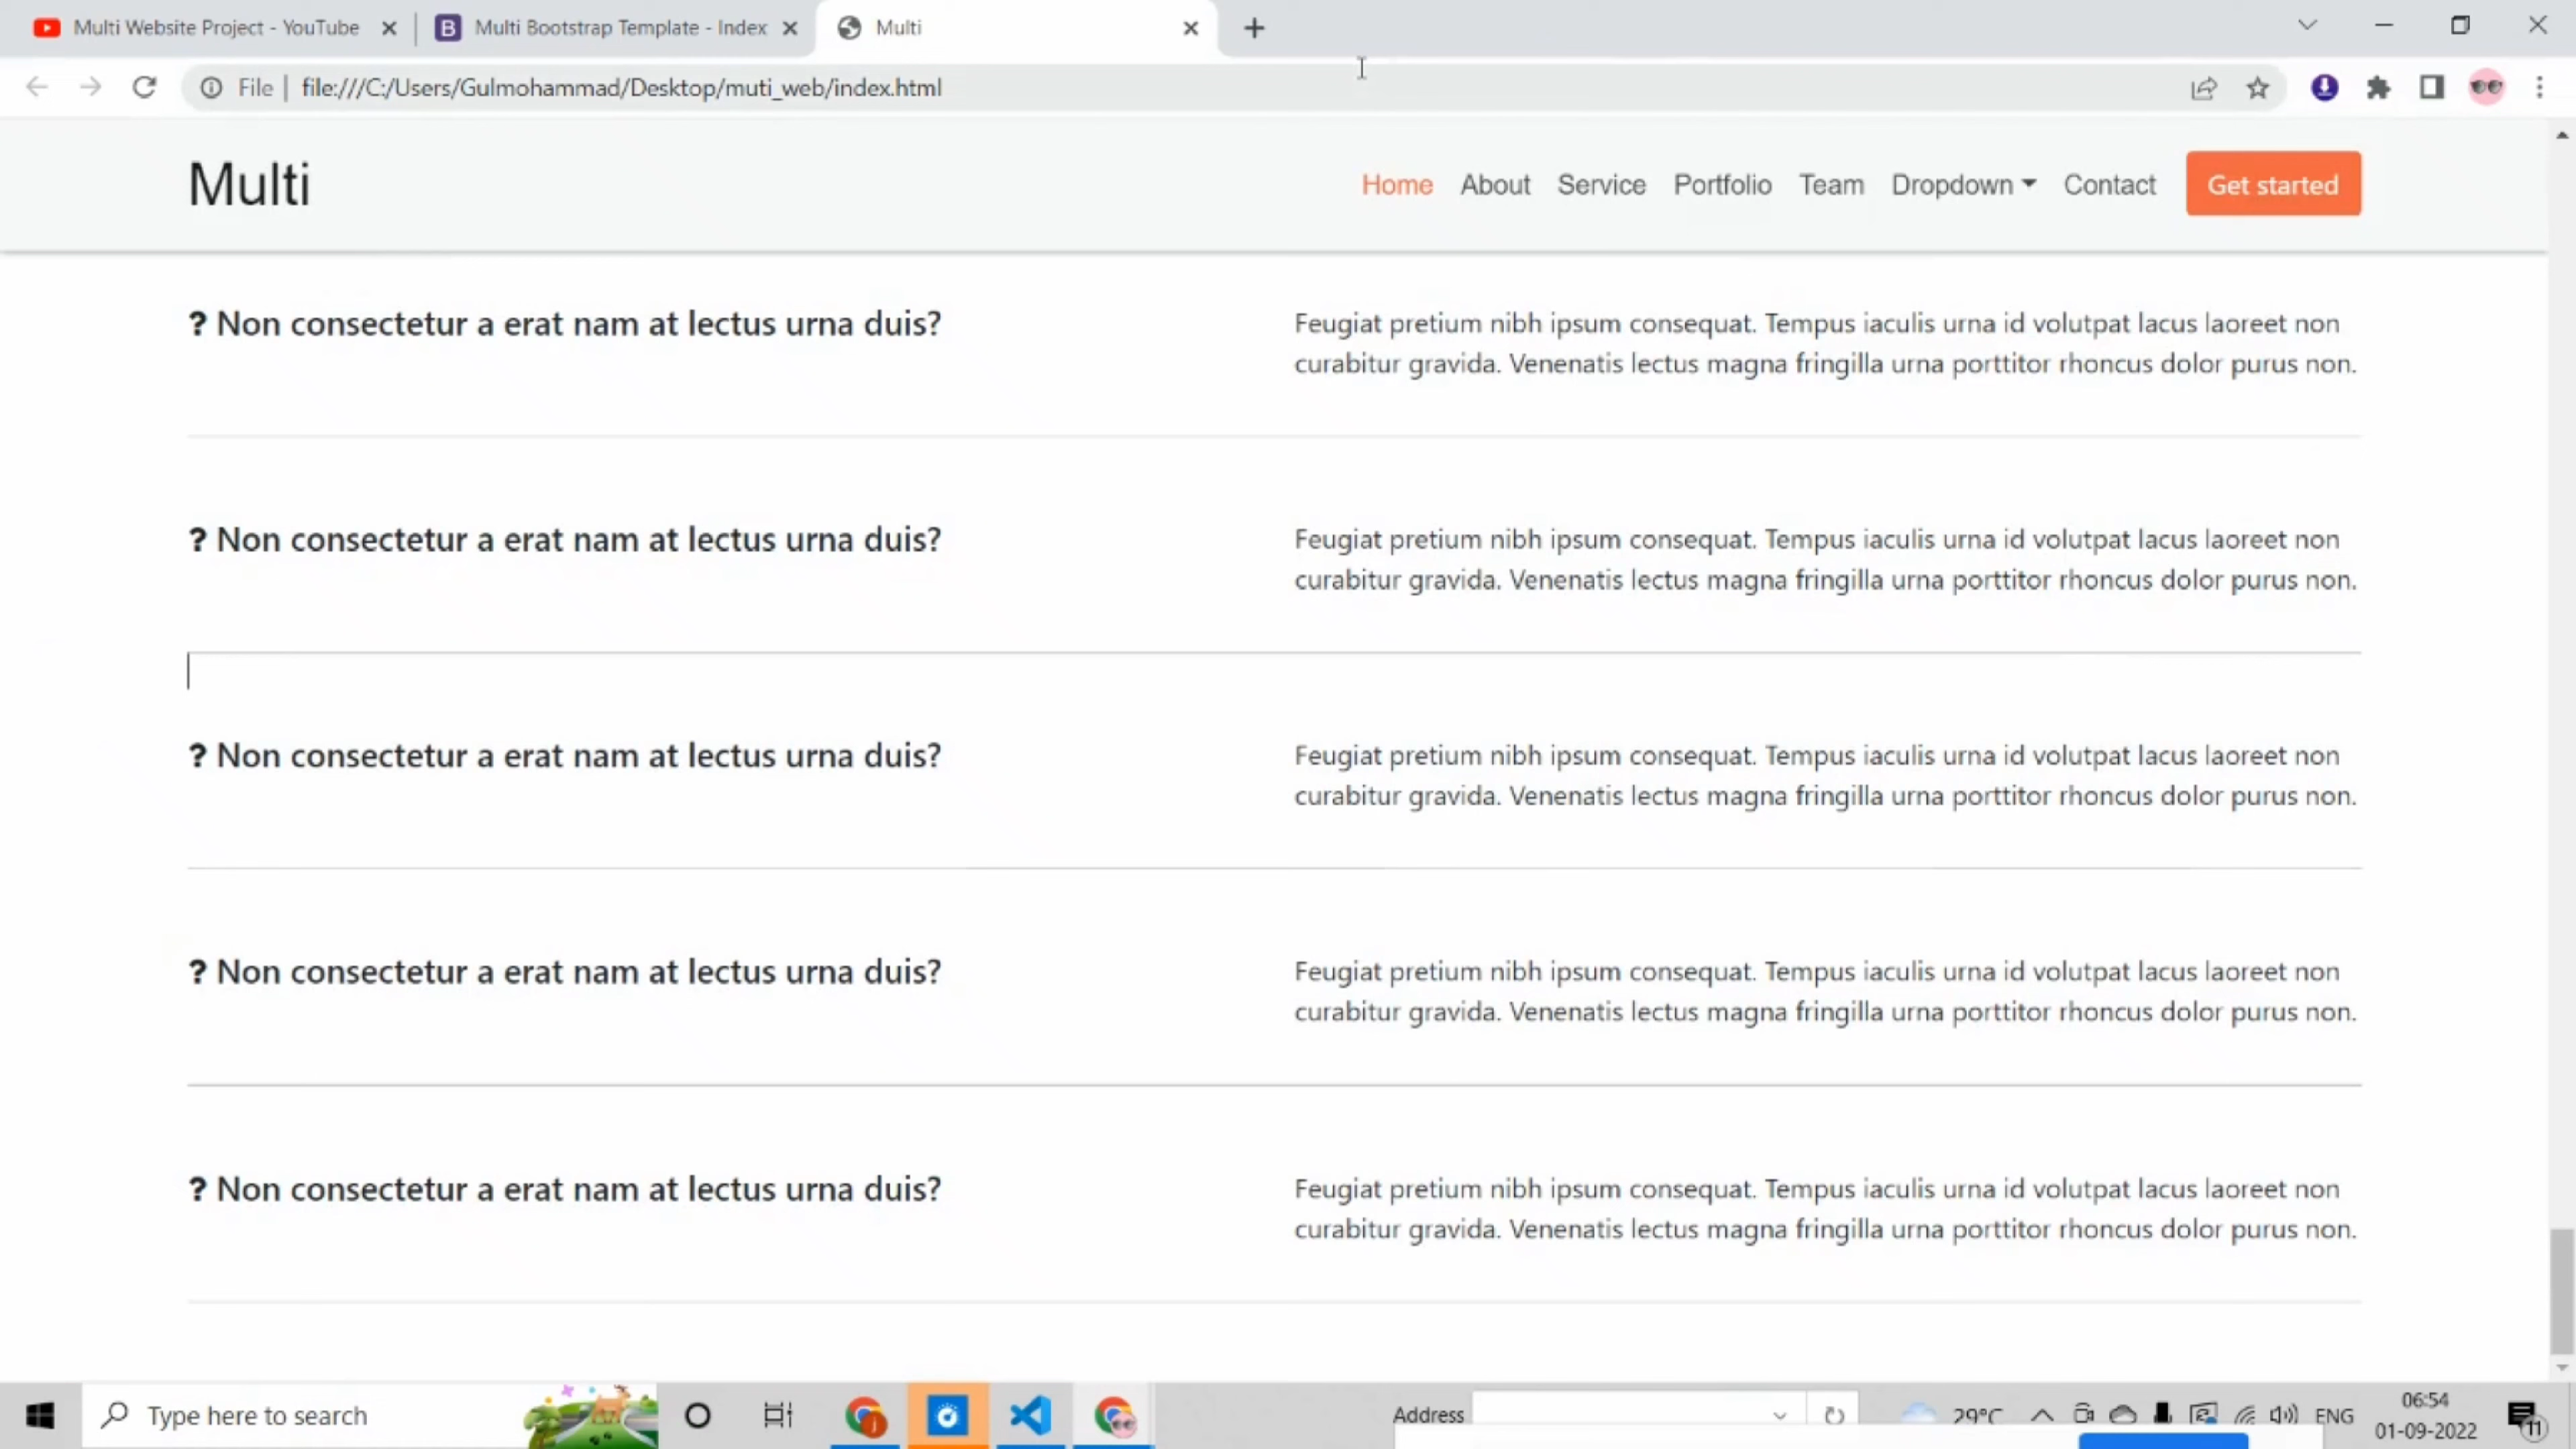 Multi Website Project - YouTube
Multi Bootstrap Template - Index
Multi
File
file:///C:/Users/Gulmohammad/Desktop/muti_web/index.html
Multi
Home About Service Portfolio Team Dropdown Contact Get started
? Non consectetur a erat nam at lectus urna duis?
Feugiat pretium nibh ipsum consequat. Tempus iaculis urna id volutpat lacus laoreet non
curabitur gravida. Venenatis lectus magna fringilla urna porttitor rhoncus dolor purus non.
? Non consectetur a erat nam at lectus urna duis?
Feugiat pretium nibh ipsum consequat. Tempus iaculis urna id volutpat lacus laoreet non
curabitur gravida. Venenatis lectus magna fringilla urna porttitor rhoncus dolor purus non.
? Non consectetur a erat nam at lectus urna duis?
Feugiat pretium nibh ipsum consequat. Tempus iaculis urna id volutpat lacus laoreet non
curabitur gravida. Venenatis lectus magna fringilla urna porttitor rhoncus dolor purus non.
? Non consectetur a erat nam at lectus urna duis?
Feugiat pretium nibh ipsum consequat. Tempus iaculis urna id volutpat lacus laoreet non
curabitur gravida. Venenatis lectus magna fringilla urna porttitor rhoncus dolor purus non.
? Non consectetur a erat nam at lectus urna duis?
Feugiat pretium nibh ipsum consequat. Tempus iaculis urna id volutpat lacus laoreet non
curabitur gravida. Venenatis lectus magna fringilla urna porttitor rhoncus dolor purus non.
Type here to search
Address
29°C
ENG
06:54
01-09-2022
11